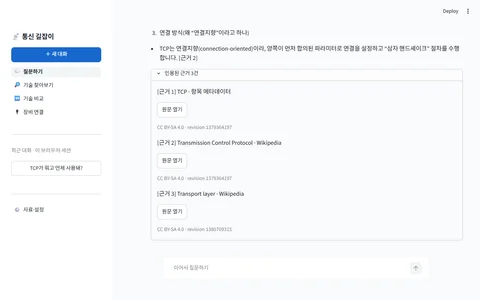 Deploy
통신 길잡이
+ 새 대화
질문하기
기술 찾아보기
기술 비교
장비 연결
최근 대화 · 이 브라우저 세션
TCP가 뭐고 언제 사용돼?
자료·설정
3. 연결 방식(왜 "연결지향"이라고 하나)
• TCP는 연결지향(connection-oriented)이라, 양쪽이 먼저 합의된 파라미터로 연결을 설정하고 "삼자 핸드셰이크" 절차를 수행
합니다. [근거 2]
인용된 근거 3건
[근거 1] TCP · 항목 메타데이터
원문 열기
CC BY-SA 4.0 · revision:1379364197
[근거 2] Transmission Control Protocol · Wikipedia
원문 열기
CC BY-SA 4.0 · revision:1379364197
[근거 3] Transport layer · Wikipedia
원문 열기
이어서 질문하기